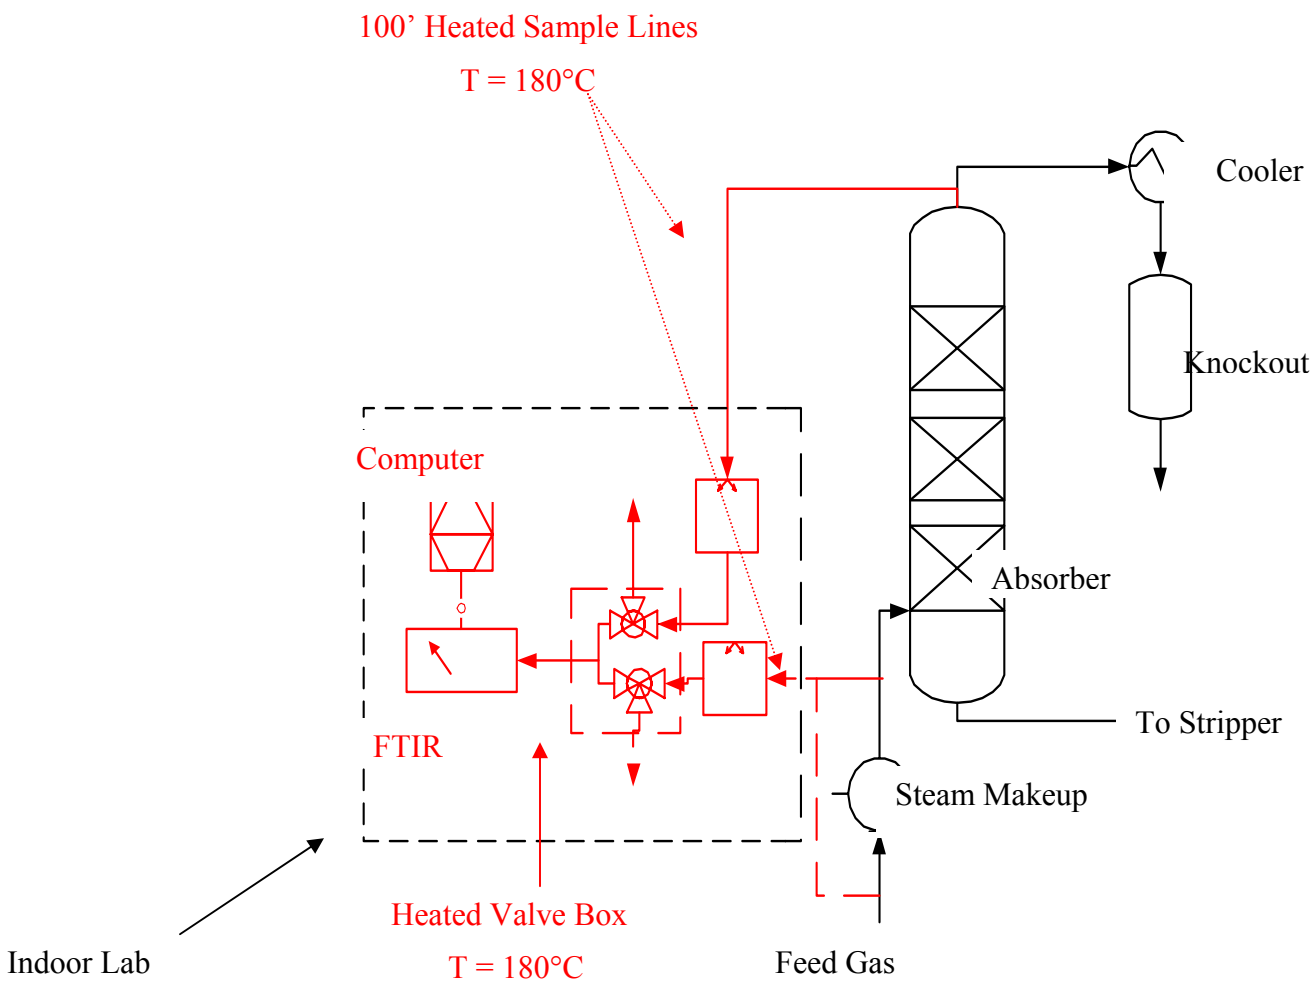 100’ Heated Sample Lines
T = 180°C
Cooler
Knockout
Computer
Absorber
To Stripper
FTIR
Steam Makeup
Heated Valve Box
T = 180°C
Indoor Lab
Feed Gas